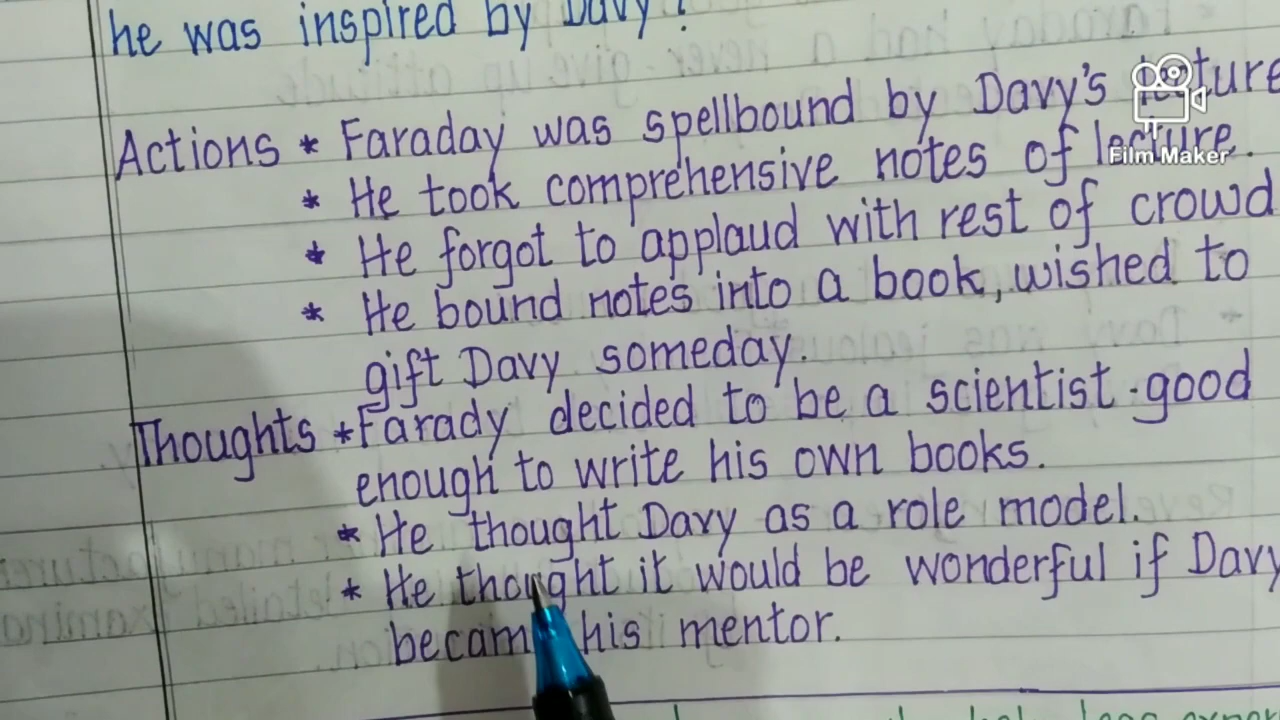 he was inspired by Davy?
Actions * Faraday was spellbound by Davy's lecture
* He took comprehensive notes of lecture.
* He forgot to applaud with rest of crowd
* He bound notes into a book, wished to
gift Davy someday.
Thoughts * Farady decided to be a scientist good
enough to write his own books.
* He thought Davy as a role model.
* He thought it would be wonderful if Davy
becam his mentor.
Film Maker